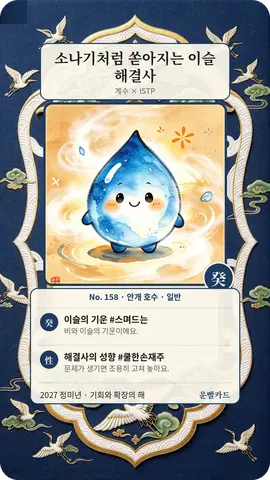 소나기처럼 쏟아지는 이슬
해결사
계수 × ISTP
癸
No. 158 · 안개 호수 · 일반
癸 이슬의 기운 #스며드는
비와 이슬의 기운이에요.
性 해결사의 성향 #쿨한손재주
문제가 생기면 조용히 고쳐 놓아요.
2027 정미년 · 기회와 확장의 해 운빨카드